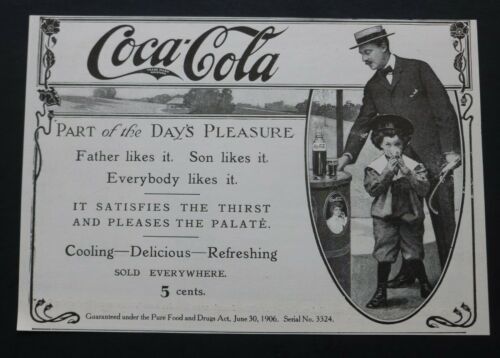 Coca-Cola
PART of the DAY'S PLEASURE
Father likes it. Son likes it.
Everybody likes it.
IT SATISFIES THE THIRST
AND PLEASES THE PALATE.
Cooling—Delicious—Refreshing
SOLD EVERYWHERE.
5 cents.
Guaranteed under the Pure Food and Drugs Act, June 30, 1906. Serial No. 3324.